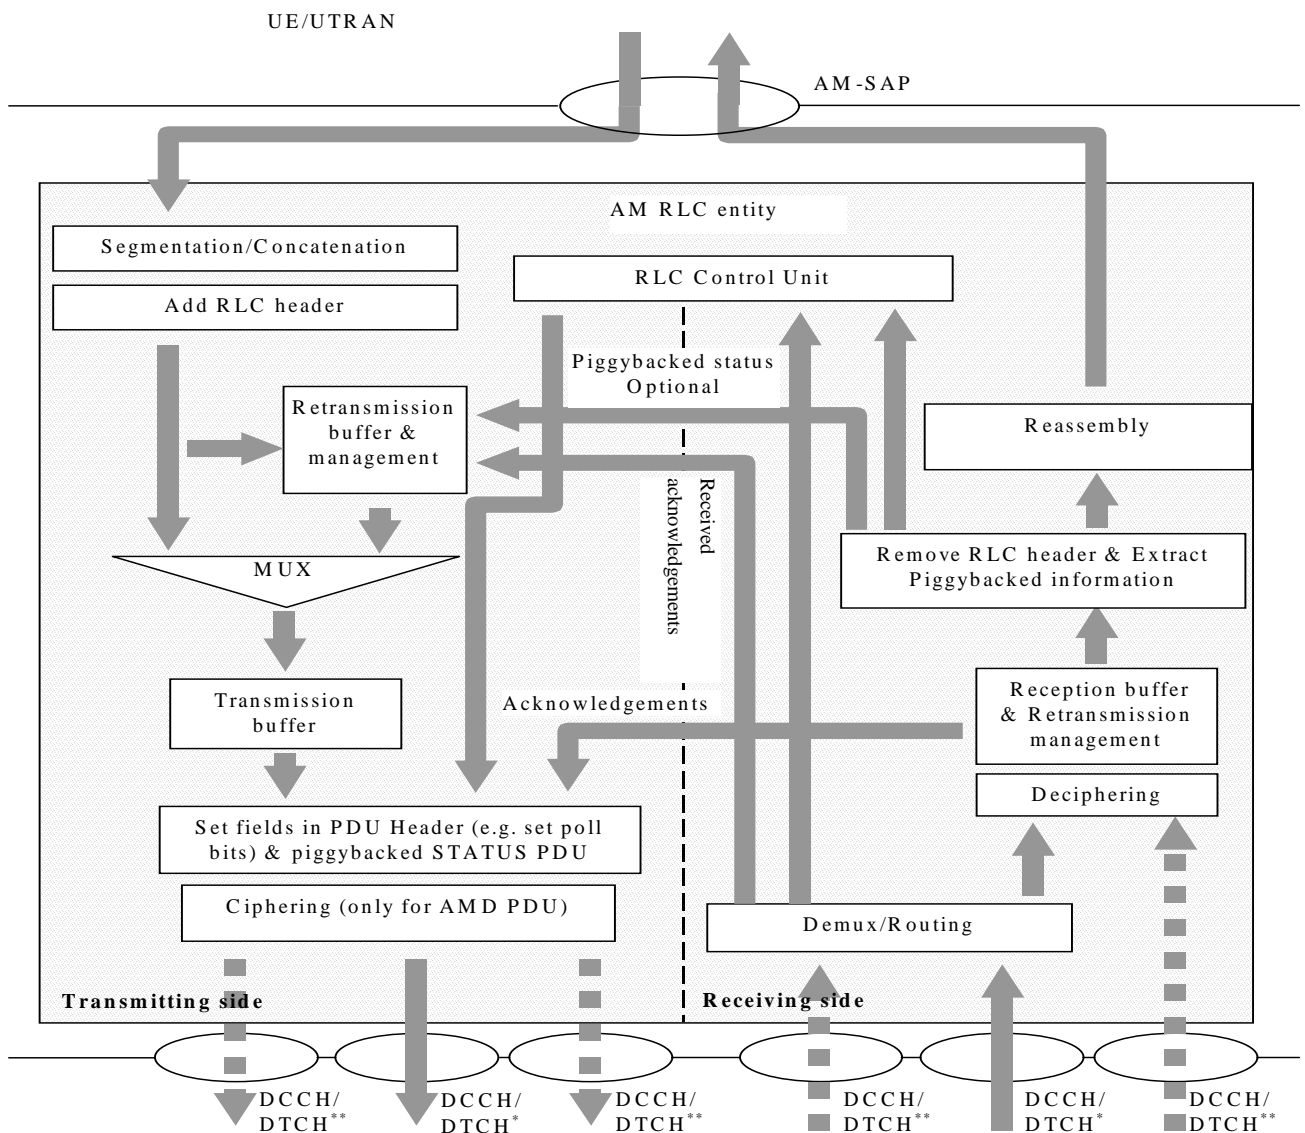 UE/UTRAN
AM-SAP
AM RLC entity
Segmentation/Concatenation
RLC Control Unit
Add RLC header
Piggybacked status
Optional
Retransmission
buffer &
management
Reassembly
Received
acknowledgements
Remove RLC header & Extract
Piggybacked information
MUX
Transmission
buffer
Acknowledgements
Reception buffer
& Retransmission
management
Deciphering
Set fields in PDU Header (e.g. set poll
bits) & piggybacked STATUS PDU
Ciphering (only for AMD PDU)
Demux/Routing
Transmitting side
Receiving side
DCCH/
DTCH**
DCCH/
DTCH*
DCCH/
DTCH**
DCCH/
DTCH**
DCCH/
DTCH*
DCCH/
DTCH**